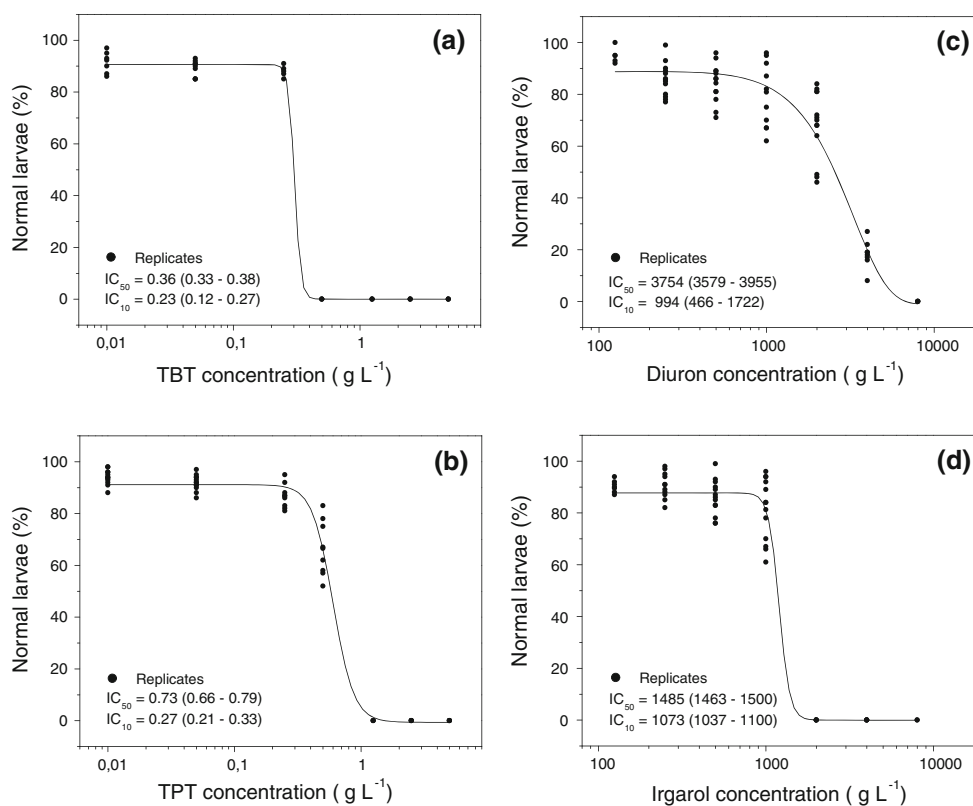 (a)
Normal larvae (%)
100
80
60
40
20
0
Replicates
IC50 = 0.36 (0.33 - 0.38)
IC10 = 0.23 (0.12 - 0.27)
0,01
0,1
1
TBT concentration ( g L-1)
(c)
Normal larvae (%)
100
80
60
40
20
0
Replicates
IC50 = 3754 (3579 - 3955)
IC10 = 994 (466 - 1722)
100
1000
10000
Diuron concentration ( g L-1)
(b)
Normal larvae (%)
100
80
60
40
20
0
Replicates
IC50 = 0.73 (0.66 - 0.79)
IC10 = 0.27 (0.21 - 0.33)
0,01
0,1
1
TPT concentration ( g L-1)
(d)
Normal larvae (%)
100
80
60
40
20
0
Replicates
IC50 = 1485 (1463 - 1500)
IC10 = 1073 (1037 - 1100)
100
1000
10000
Irgarol concentration ( g L-1)